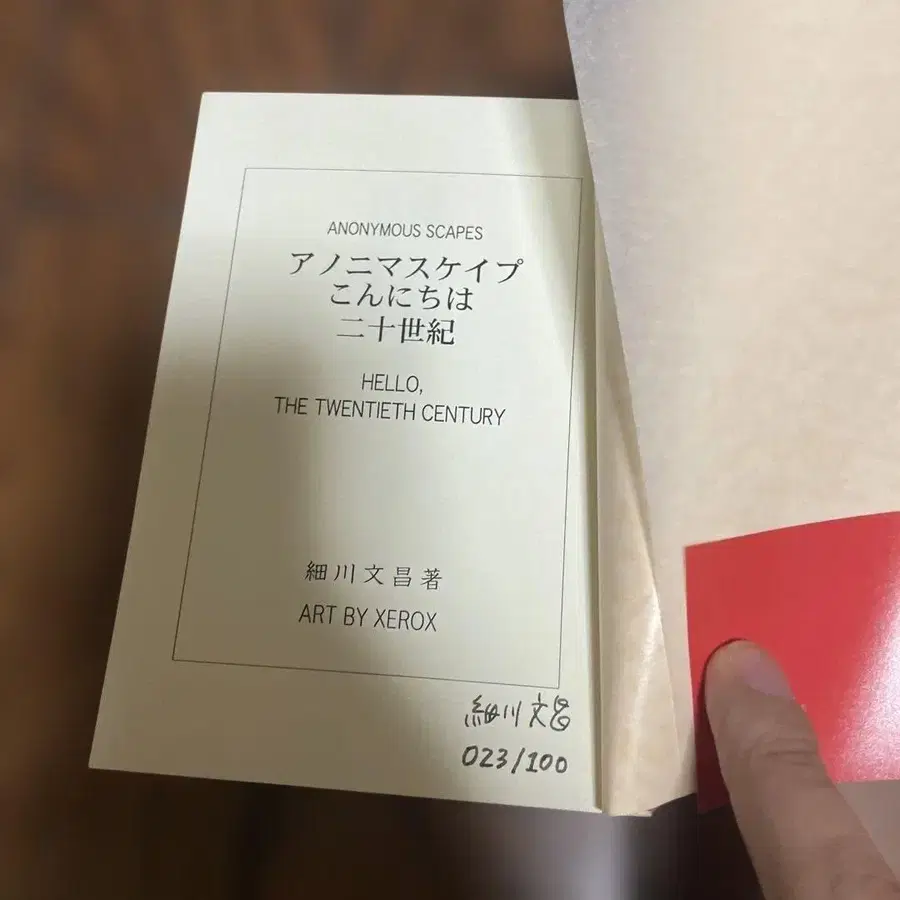 ANONYMOUS SCAPES
アノニマスケイプ
こんにちは
二十世紀
HELLO,
THE TWENTIETH CENTURY
細川文昌著
ART BY XEROX
細川文昌
023/100